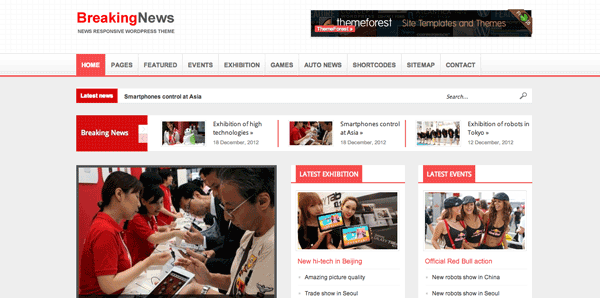 BreakingNews
NEWS RESPONSIVE WORDPRESS THEME
themeforest
Site Templates and Themes
ThemeForest »
HOME PAGES FEATURED EVENTS EXHIBITION GAMES AUTO NEWS SHORTCODES SITEMAP CONTACT
Latest news Smartphones control at Asia Search...
Breaking News
Exhibition of high
technologies »
18 December, 2012
Smartphones control
at Asia »
18 December, 2012
Exhibition of robots in
Tokyo »
12 December, 2012
LATEST EXHIBITION
New hi-tech in Beijing
Amazing picture quality
Trade show in Seoul
LATEST EVENTS
Official Red Bull action
New robots show in China
New robots show in Seoul